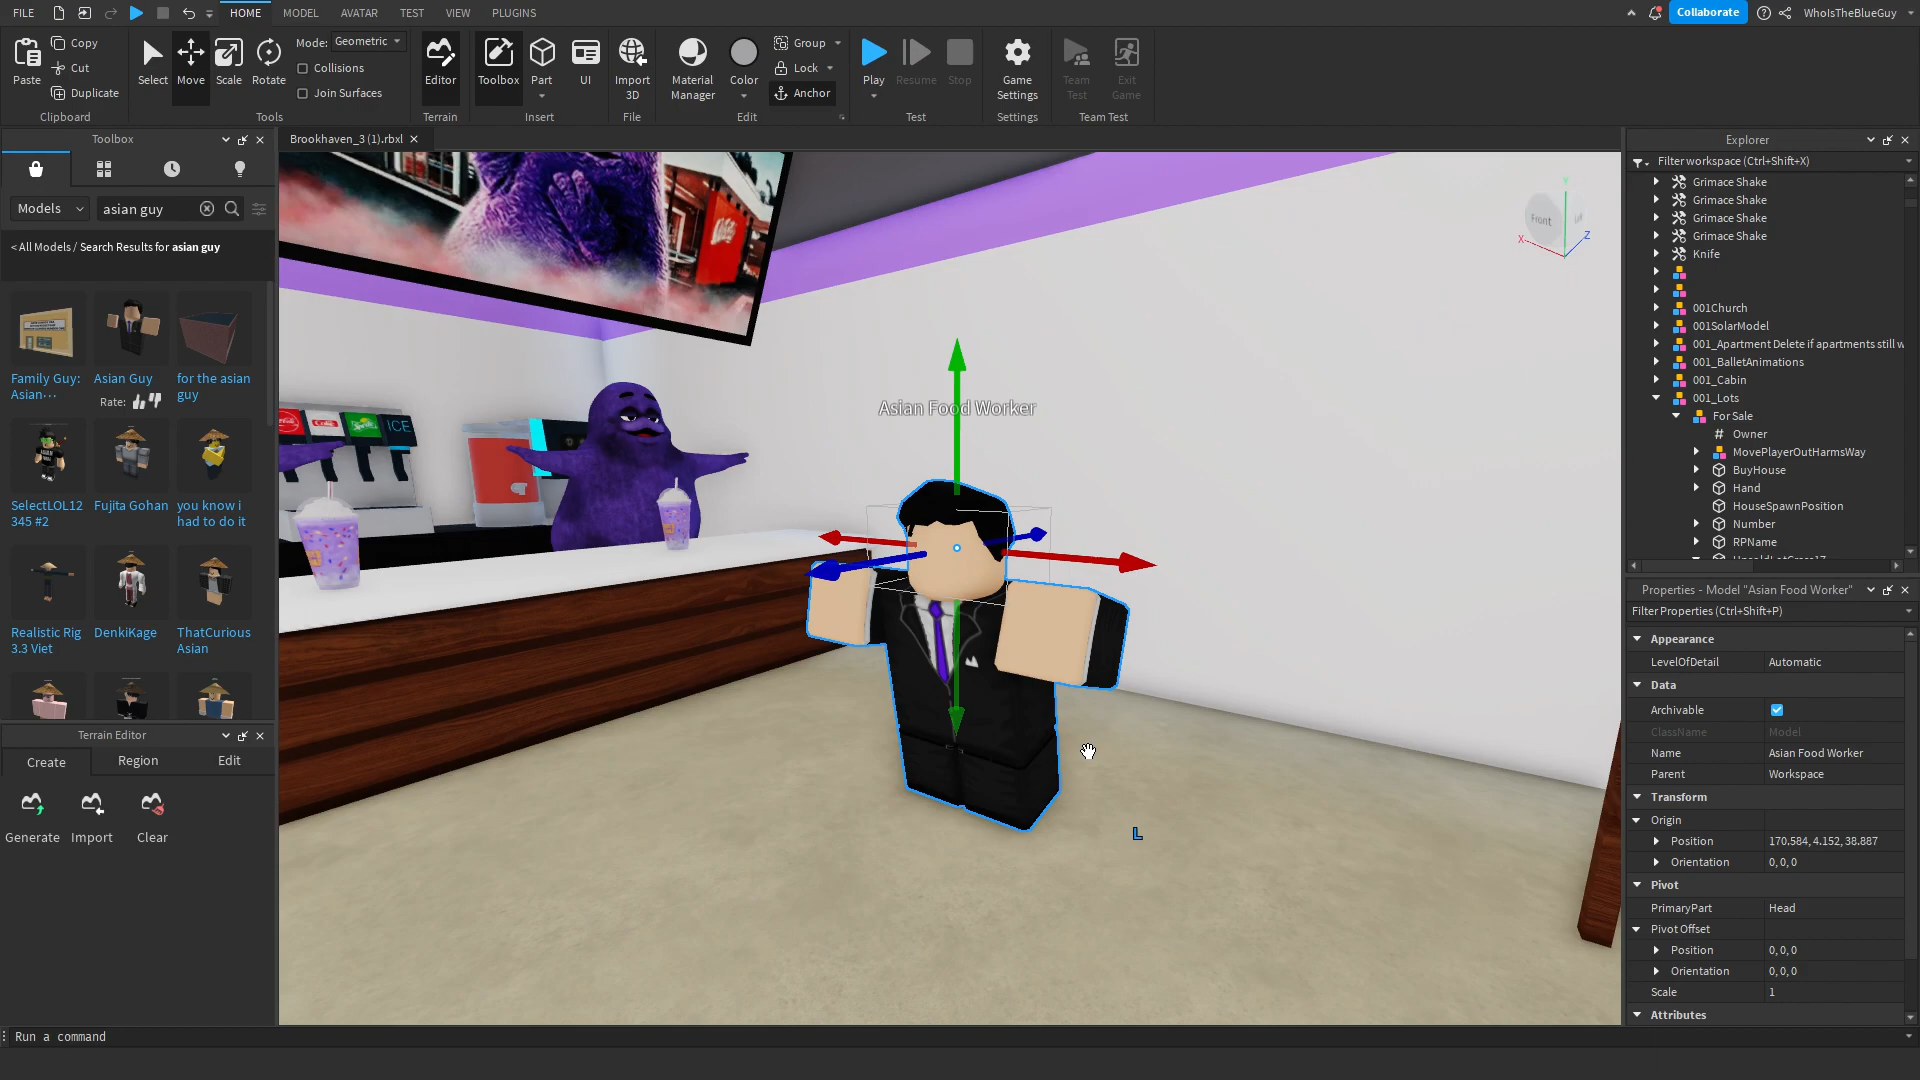 FILE HOME MODEL AVATAR TEST VIEW PLUGINS Collaborate WhoIsTheBlueGuy
Paste Copy Cut Duplicate
Clipboard
Select Move Scale Rotate
Mode: Geometric
Collisions
Join Surfaces
Tools
Editor
Terrain
Toolbox Part UI
Insert
Import 3D
File
Material Manager Color
Group
Lock
Anchor
Edit
Play Resume Stop
Test
Game Settings
Settings
Team Test Exit Game
Team Test
Toolbox
Models asian guy
< All Models / Search Results for asian guy
Family Guy: Asian···
Asian Guy
Rate:
for the asian guy
SelectLOL12345 #2
Fujita Gohan
you know i had to do it
Realistic Rig 3.3 Viet
DenkiKage
ThatCurious Asian
Terrain Editor
Create Region Edit
Generate Import Clear
Run a command
Brookhaven_3 (1).rbxl
ICE
Asian Food Worker
Front
X
Y
Z
L
Explorer
Filter workspace (Ctrl+Shift+X)
Grimace Shake
Grimace Shake
Grimace Shake
Grimace Shake
Knife
001Church
001SolarModel
001_Apartment Delete if apartments still w
001_BalletAnimations
001_Cabin
001_Lots
For Sale
# Owner
MovePlayerOutHarmsWay
BuyHouse
Hand
HouseSpawnPosition
Number
RPName
Properties - Model "Asian Food Worker"
Filter Properties (Ctrl+Shift+P)
Appearance
LevelOfDetail Automatic
Data
Archivable
ClassName Model
Name Asian Food Worker
Parent Workspace
Transform
Origin
Position 170.584, 4.152, 38.887
Orientation 0, 0, 0
Pivot
PrimaryPart Head
Pivot Offset
Position 0, 0, 0
Orientation 0, 0, 0
Scale 1
Attributes